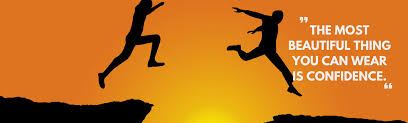 " THE MOST
BEAUTIFUL THING
YOU CAN WEAR
IS CONFIDENCE. "